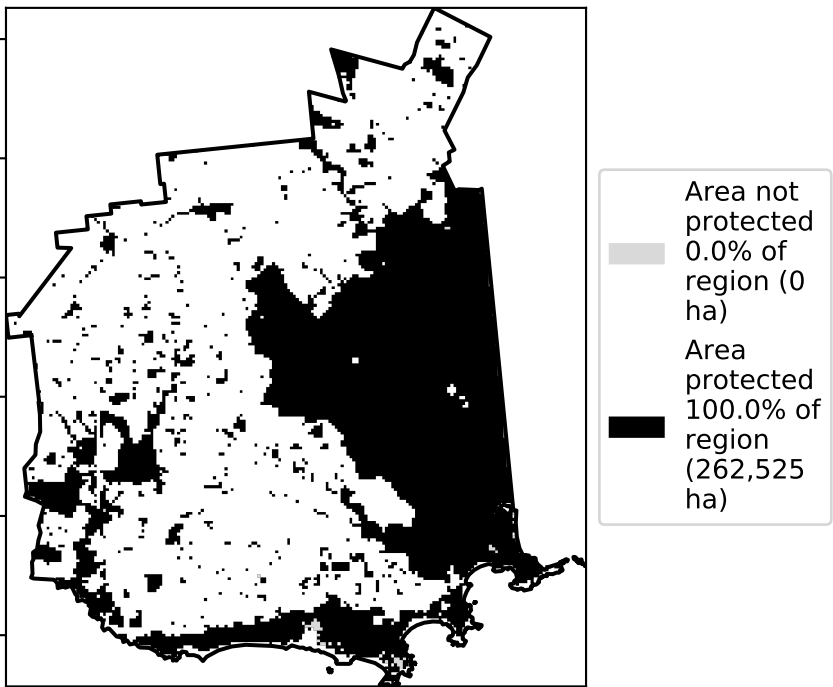 Area not
protected
0.0% of
region (0
ha)
Area
protected
100.0% of
region
(262,525
ha)